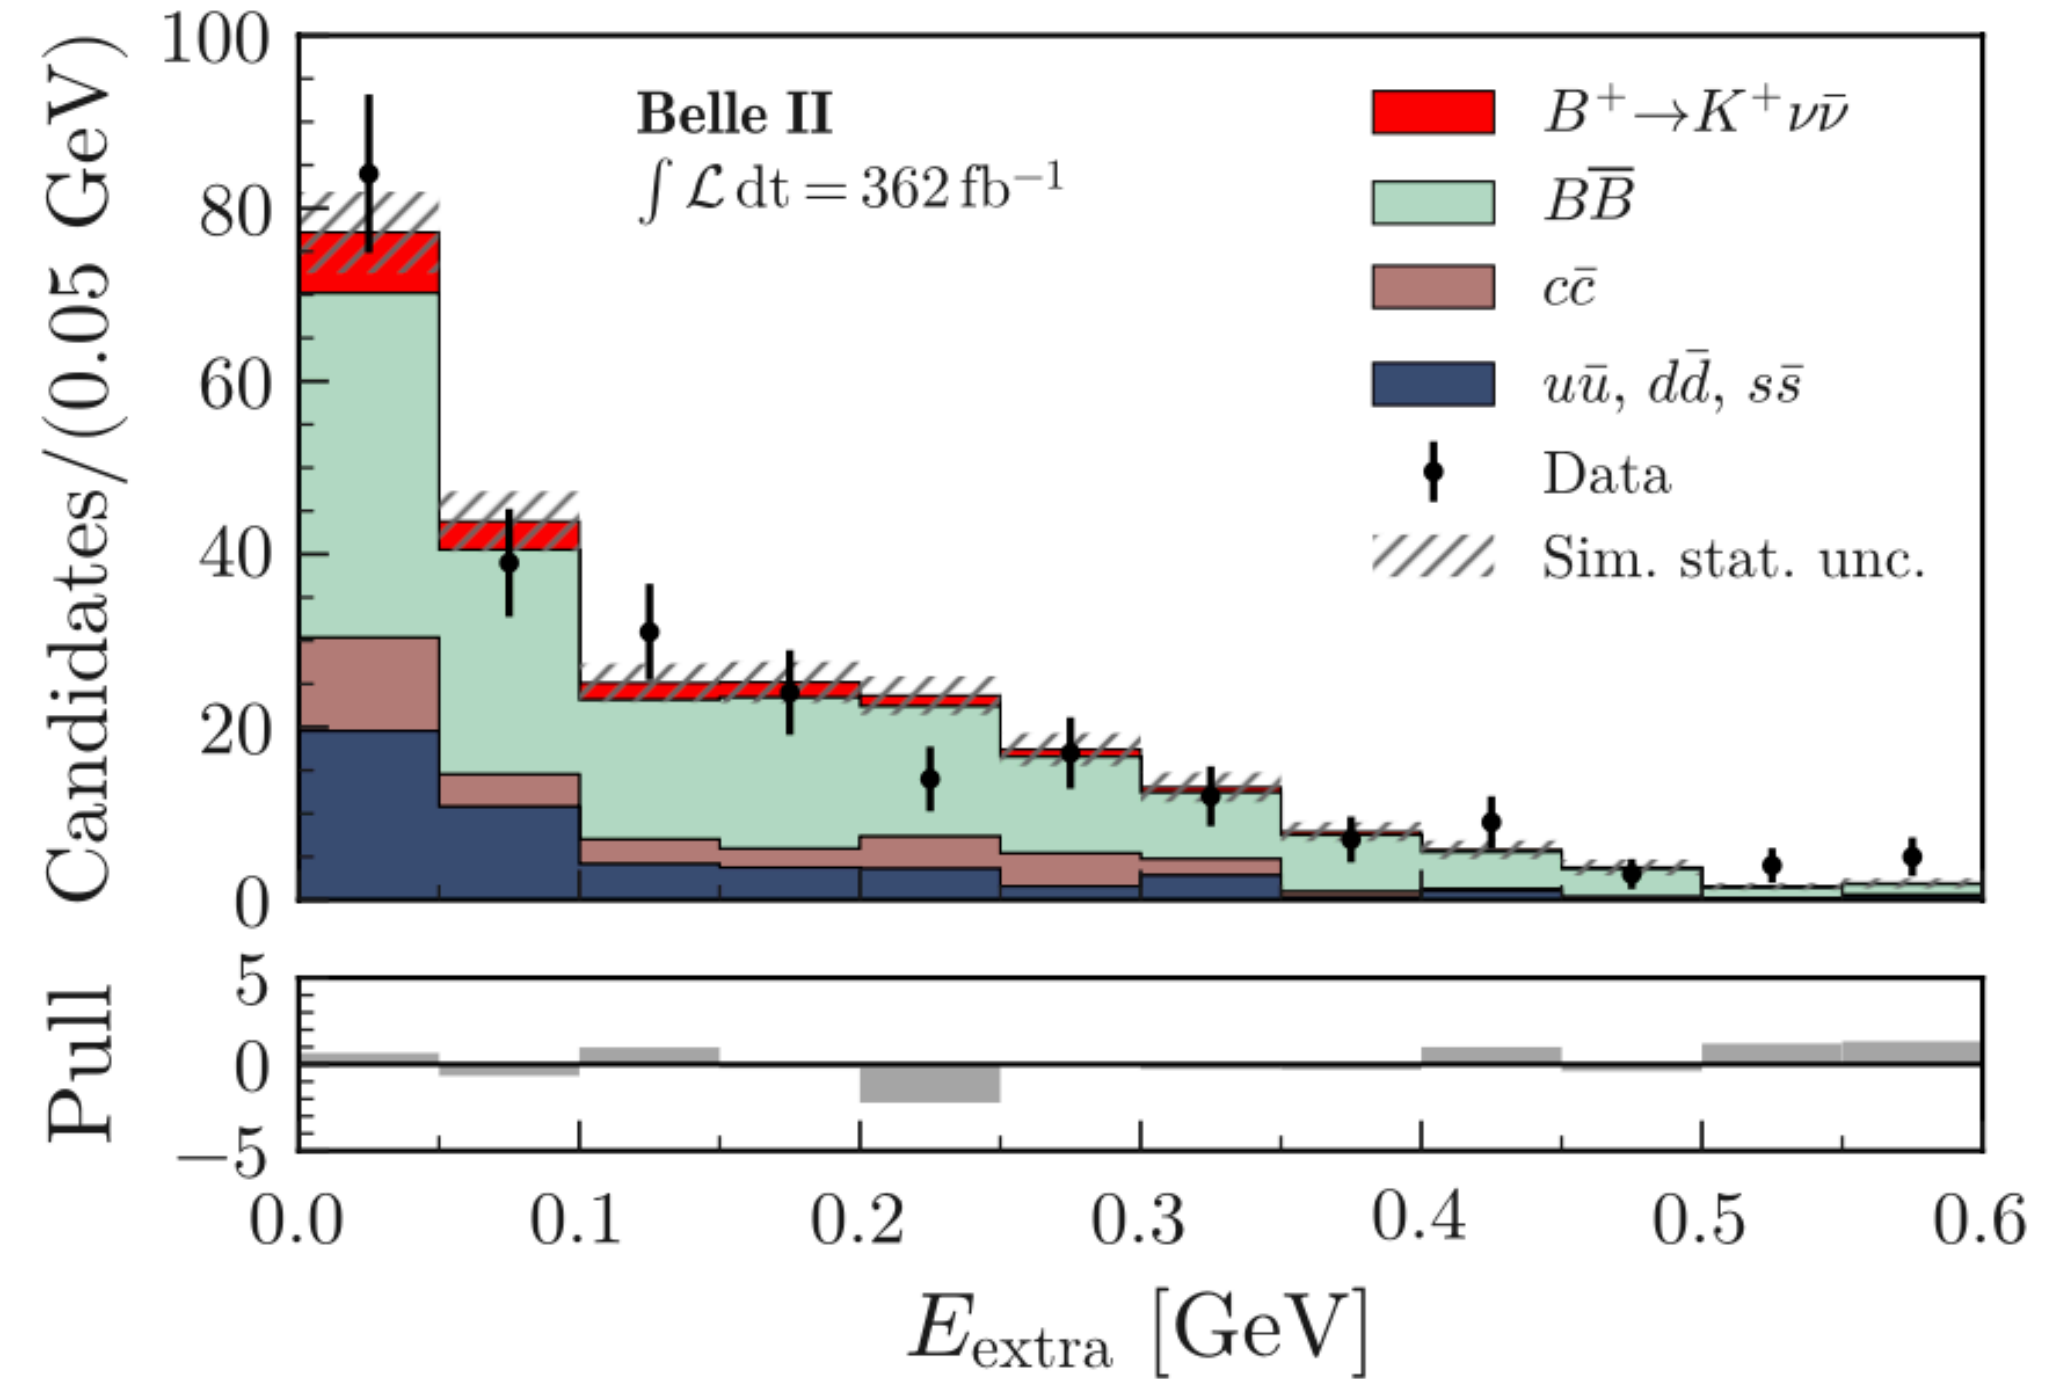 Candidates/(0.05 GeV)
100
80
60
40
20
0
Belle II
∫ ℒ dt = 362 fb⁻¹
B⁺→K⁺νν̄
BB̅
cc̄
uū, dd̄, ss̄
Data
Sim. stat. unc.
Pull
5
0
−5
0.0 0.1 0.2 0.3 0.4 0.5 0.6
E_extra [GeV]